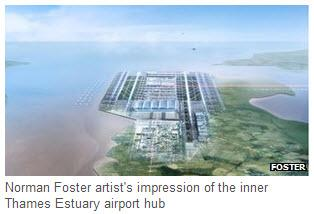 FOSTER
Norman Foster artist's impression of the inner
Thames Estuary airport hub